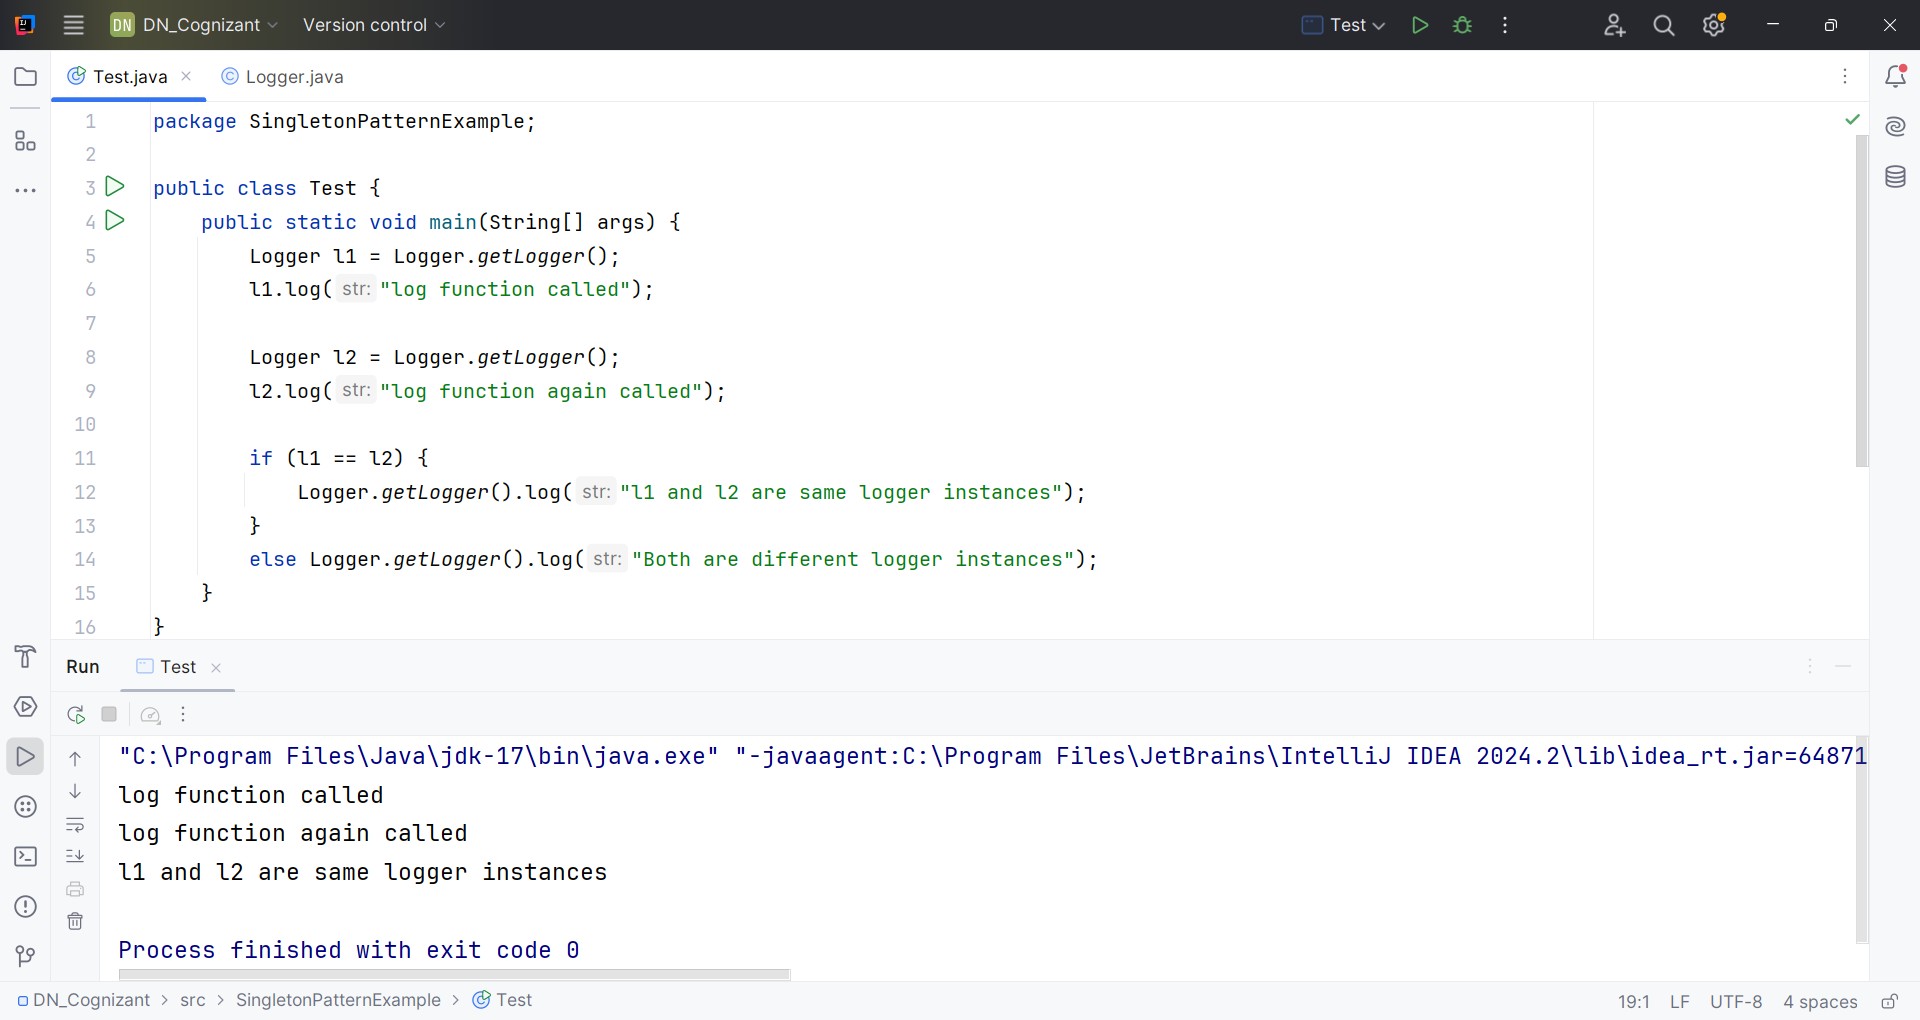 DN DN_Cognizant Version control Test
Test.java Logger.java
1 package SingletonPatternExample;
2
3 public class Test {
4 public static void main(String[] args) {
5 Logger l1 = Logger.getLogger();
6 l1.log( str: "log function called");
7
8 Logger l2 = Logger.getLogger();
9 l2.log( str: "log function again called");
10
11 if (l1 == l2) {
12 Logger.getLogger().log( str: "l1 and l2 are same logger instances");
13 }
14 else Logger.getLogger().log( str: "Both are different logger instances");
15 }
16 }
Run Test
"C:\Program Files\Java\jdk-17\bin\java.exe" "-javaagent:C:\Program Files\JetBrains\IntelliJ IDEA 2024.2\lib\idea_rt.jar=64871
log function called
log function again called
l1 and l2 are same logger instances
Process finished with exit code 0
DN_Cognizant > src > SingletonPatternExample > Test 19:1 LF UTF-8 4 spaces